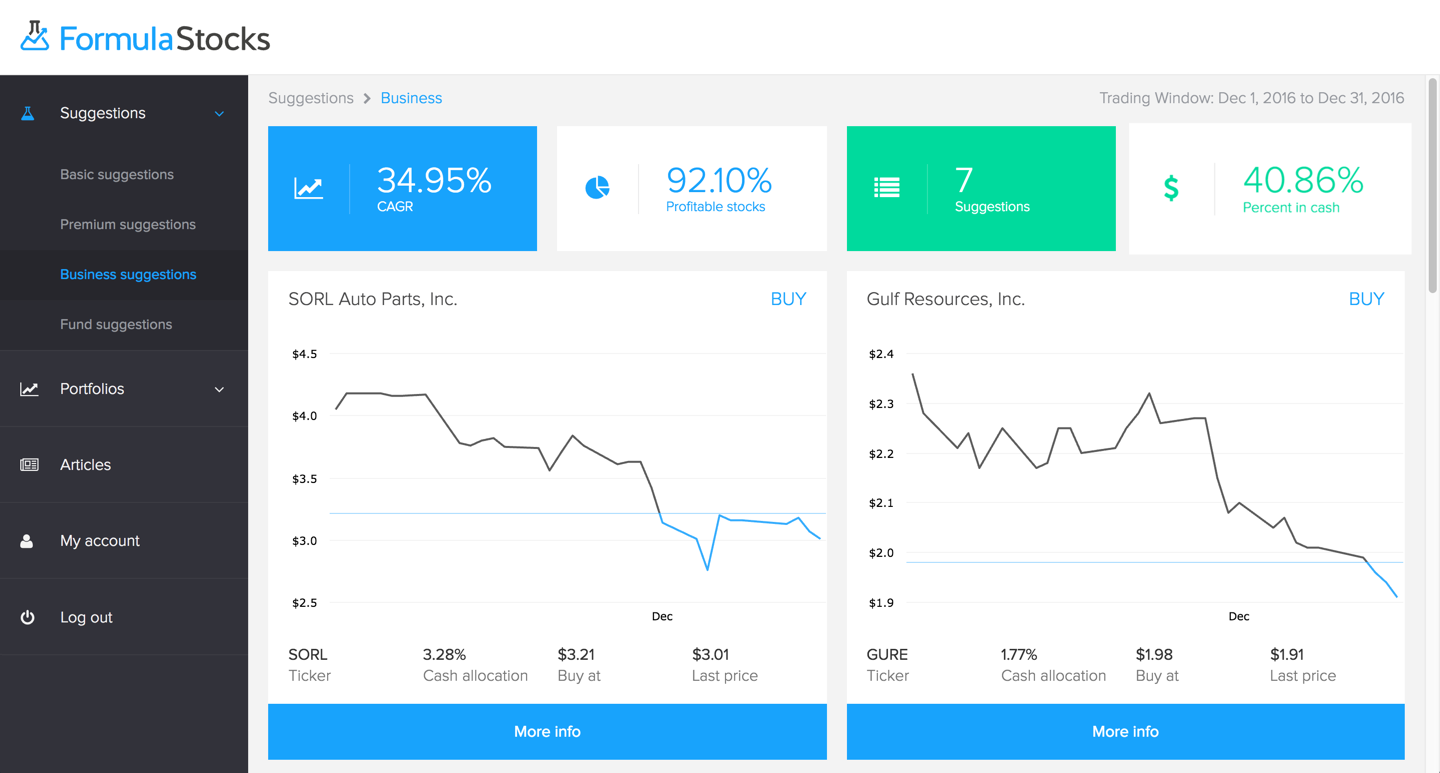 FormulaStocks
Suggestions
Basic suggestions
Premium suggestions
Business suggestions
Fund suggestions
Portfolios
Articles
My account
Log out
Suggestions Business
Trading Window: Dec 1, 2016 to Dec 31, 2016
34.95%
CAGR
92.10%
Profitable stocks
7
Suggestions
40.86%
Percent in cash
SORL Auto Parts, Inc. BUY
$4.5
$4.0
$3.5
$3.0
$2.5
Dec
SORL 3.28% $3.21 $3.01
Ticker Cash allocation Buy at Last price
More info
Gulf Resources, Inc. BUY
$2.4
$2.3
$2.2
$2.1
$2.0
$1.9
Dec
GURE 1.77% $1.98 $1.91
Ticker Cash allocation Buy at Last price
More info